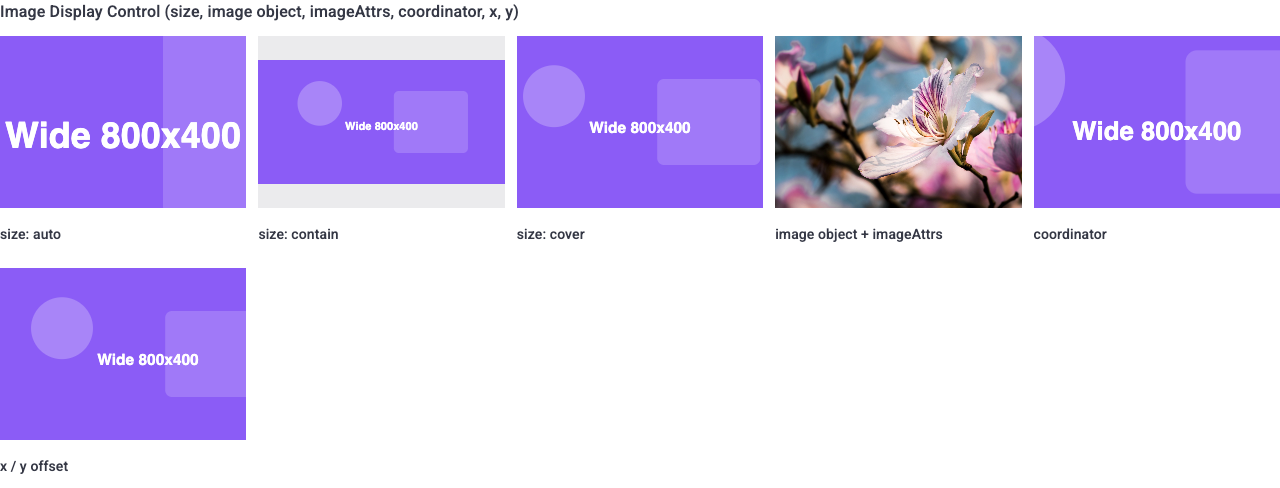 Image Display Control (size, image object, imageAttrs, coordinator, x, y)
Wide 800x400
Wide 800x400
Wide 800x400
Wide 800x400
size: auto
size: contain
size: cover
image object + imageAttrs
coordinator
Wide 800x400
x / y offset